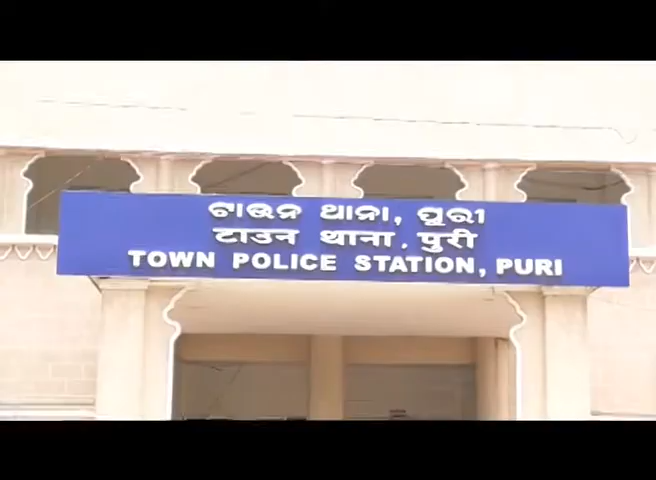 ଟାଉନ ଥାନା, ପୁରୀ
टाउन थाना . पुरी
TOWN POLICE STATION, PURI